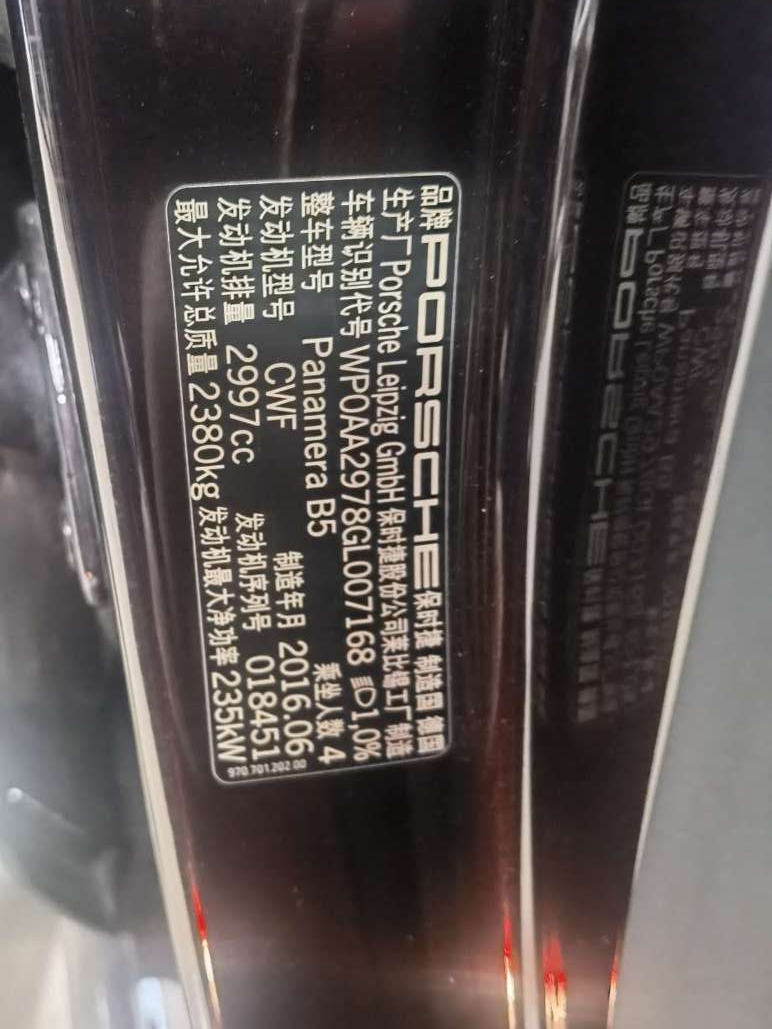 品牌 PORSCHE 保时捷 制造国 德国
生产厂 Porsche Leipzig GmbH 保时捷股份公司莱比锡工厂 制造
车辆识别代号 WP0AA2978GL007168 1,0%
整车型号 Panamera B5 乘坐人数 4
发动机型号 CWF 制造年月 2016.06
发动机排量 2997cc 发动机序列号 018451
最大允许总质量 2380kg 发动机最大净功率 235kW
970.701.202.00